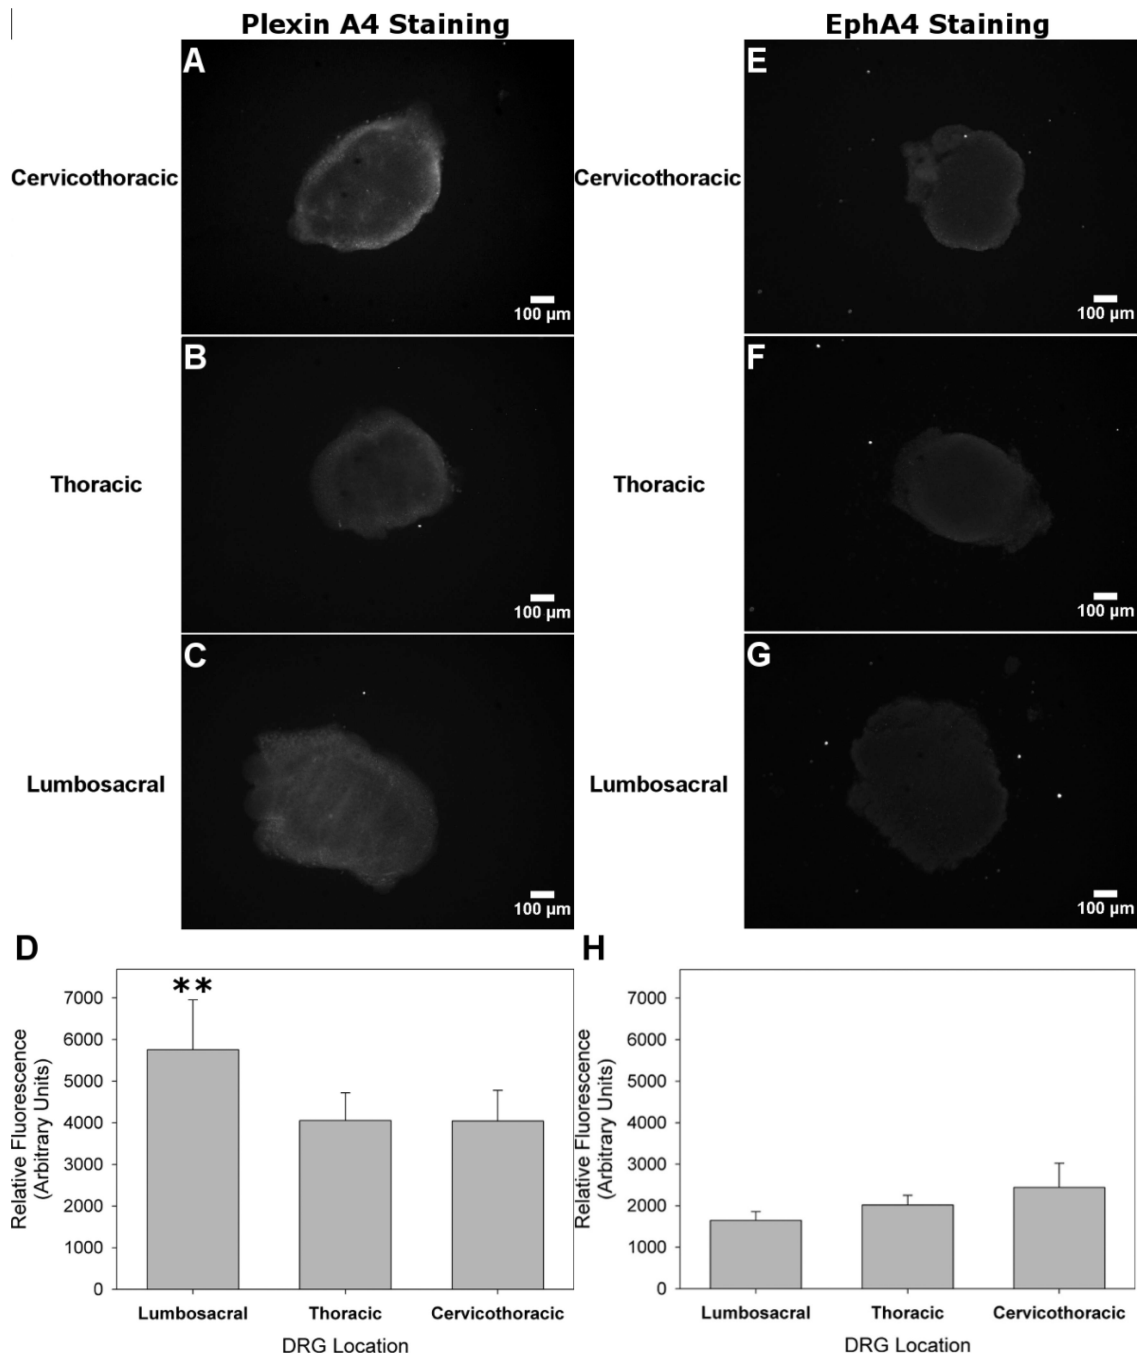 Plexin A4 Staining
EphA4 Staining
A
Cervicothoracic
100 µm
E
Cervicothoracic
100 µm
B
Thoracic
100 µm
F
Thoracic
100 µm
C
Lumbosacral
100 µm
G
Lumbosacral
100 µm
D
Relative Fluorescence
(Arbitrary Units)
7000
6000
5000
4000
3000
2000
1000
0
**
Lumbosacral
Thoracic
Cervicothoracic
DRG Location
H
Relative Fluorescence
(Arbitrary Units)
7000
6000
5000
4000
3000
2000
1000
0
Lumbosacral
Thoracic
Cervicothoracic
DRG Location